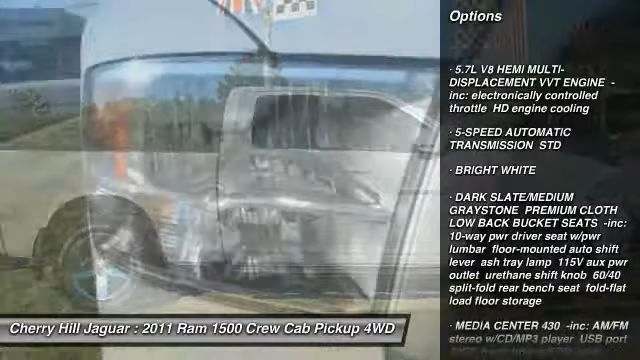 Options
· 5.7L V8 HEMI MULTI-
DISPLACEMENT VVT ENGINE -
inc: electronically controlled
throttle HD engine cooling
· 5-SPEED AUTOMATIC
TRANSMISSION STD
· BRIGHT WHITE
· DARK SLATE/MEDIUM
GRAYSTONE PREMIUM CLOTH
LOW BACK BUCKET SEATS -inc:
10-way pwr driver seat w/pwr
lumbar floor-mounted auto shift
lever ash tray lamp 115V aux pwr
outlet urethane shift knob 60/40
split-fold rear bench seat fold-flat
load floor storage
· MEDIA CENTER 430 -inc: AM/FM
stereo w/CD/MP3 player USB port
Cherry Hill Jaguar : 2011 Ram 1500 Crew Cab Pickup 4WD